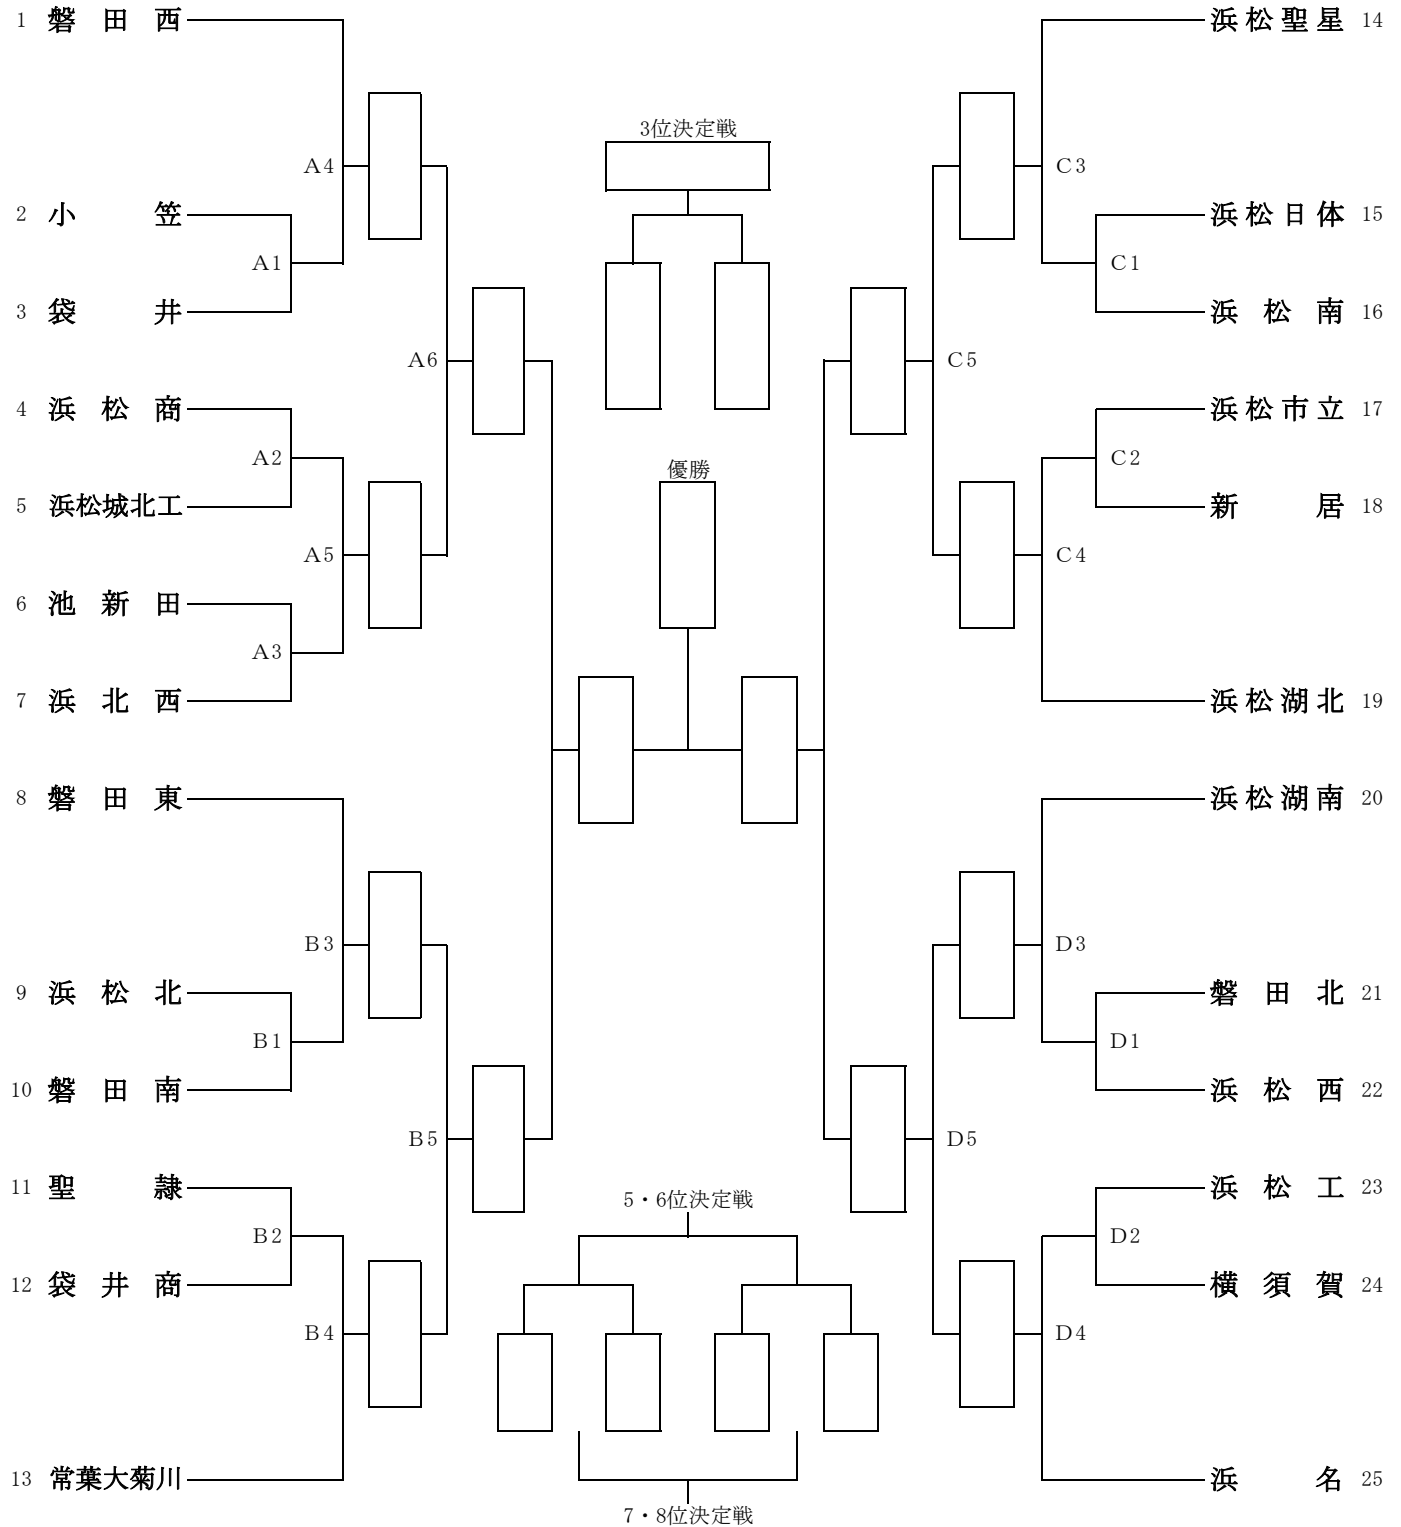 1 磐田西
A4
2 小笠
A1
3 袋井
A6
4 浜松商
A2
5 浜松城北工
A5
6 池新田
A3
7 浜北西
8 磐田東
B3
9 浜松北
B1
10 磐田南
B5
11 聖隷
B2
12 袋井商
B4
13 常葉大菊川
3位決定戦
優勝
5・6位決定戦
7・8位決定戦
浜松聖星 14
C3
浜松日体 15
C1
浜松南 16
C5
浜松市立 17
C2
新居 18
C4
浜松湖北 19
浜松湖南 20
D3
磐田北 21
D1
浜松西 22
D5
浜松工 23
D2
横須賀 24
D4
浜名 25